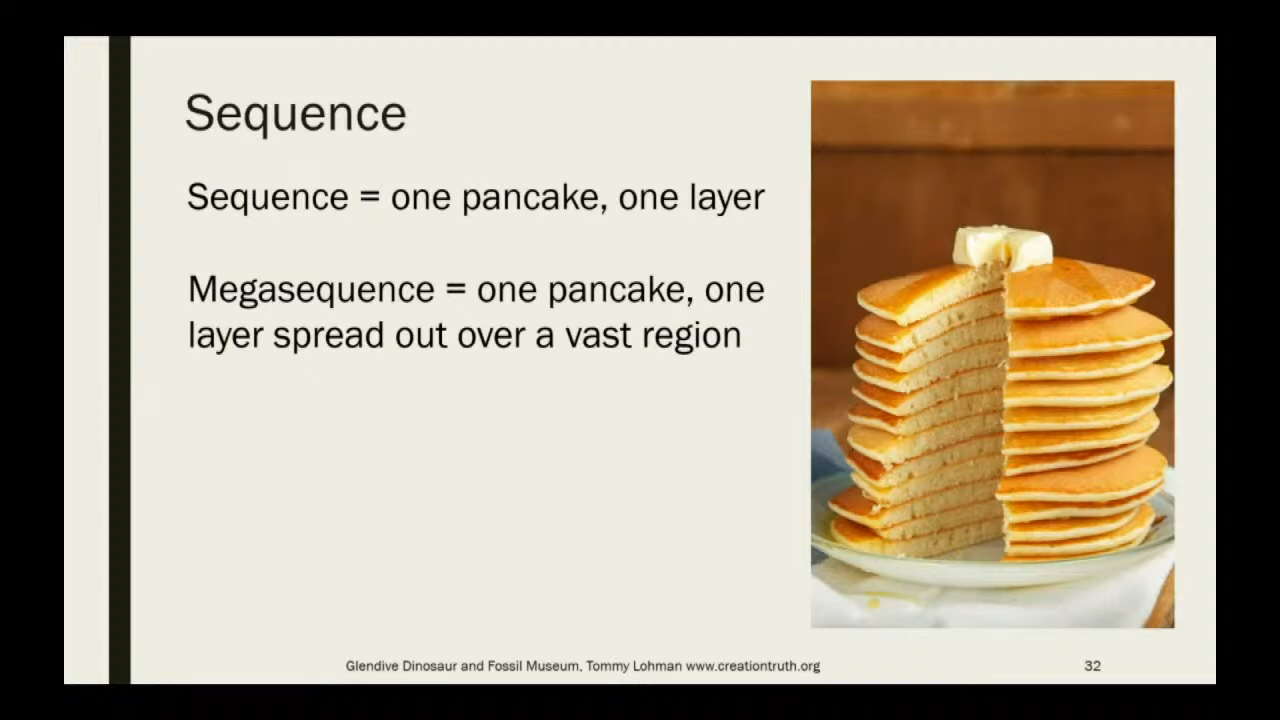 Sequence
Sequence = one pancake, one layer
Megasequence = one pancake, one
layer spread out over a vast region
Glendive Dinosaur and Fossil Museum, Tommy Lohman www.creationtruth.org
32